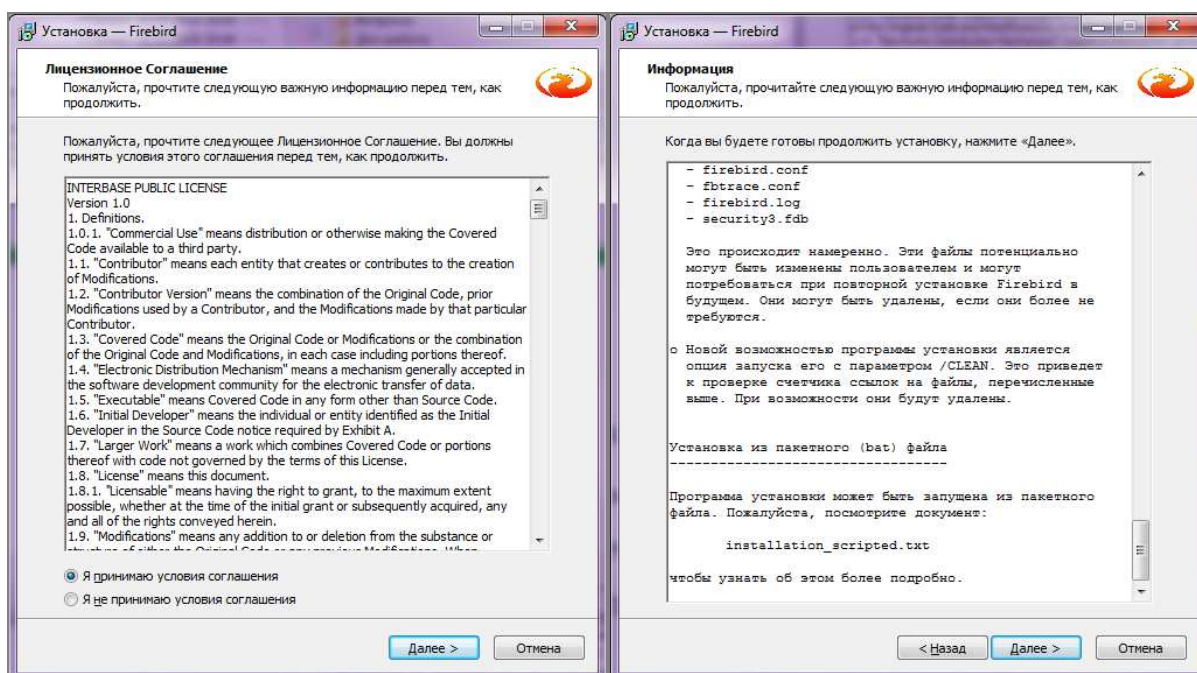 Установка — Firebird
Лицензионное Соглашение
Пожалуйста, прочтите следующую важную информацию перед тем, как
продолжить.
Пожалуйста, прочтите следующее Лицензионное Соглашение. Вы должны
принять условия этого соглашения перед тем, как продолжить.
INTERBASE PUBLIC LICENSE
Version 1.0
1. Definitions.
1.0.1. "Commercial Use" means distribution or otherwise making the Covered
Code available to a third party.
1.1. "Contributor" means each entity that creates or contributes to the creation
of Modifications.
1.2. "Contributor Version" means the combination of the Original Code, prior
Modifications used by a Contributor, and the Modifications made by that particular
Contributor.
1.3. "Covered Code" means the Original Code or Modifications or the combination
of the Original Code and Modifications, in each case including portions thereof.
1.4. "Electronic Distribution Mechanism" means a mechanism generally accepted in
the software development community for the electronic transfer of data.
1.5. "Executable" means Covered Code in any form other than Source Code.
1.6. "Initial Developer" means the individual or entity identified as the Initial
Developer in the Source Code notice required by Exhibit A.
1.7. "Larger Work" means a work which combines Covered Code or portions
thereof with code not governed by the terms of this License.
1.8. "License" means this document.
1.8.1. "Licensable" means having the right to grant, to the maximum extent
possible, whether at the time of the initial grant or subsequently acquired, any
and all of the rights conveyed herein.
1.9. "Modifications" means any addition to or deletion from the substance or
Я принимаю условия соглашения
Я не принимаю условия соглашения
Далее >
Отмена
Установка — Firebird
Информация
Пожалуйста, прочитайте следующую важную информацию перед тем, как
продолжить.
Когда вы будете готовы продолжить установку, нажмите «Далее».
- firebird.conf
- fbtrace.conf
- firebird.log
- security3.fdb
Это происходит намеренно. Эти файлы потенциально
могут быть изменены пользователем и могут
потребоваться при повторной установке Firebird в
будущем. Они могут быть удалены, если они более не
требуются.
o Новой возможностью программы установки является
опция запуска его с параметром /CLEAN. Это приведет
к проверке счетчика ссылок на файлы, перечисленные
выше. При возможности они будут удалены.
Установка из пакетного (bat) файла
----------------------------------
Программа установки может быть запущена из пакетного
файла. Пожалуйста, посмотрите документ:
installation_scripted.txt
чтобы узнать об этом более подробно.
< Назад
Далее >
Отмена